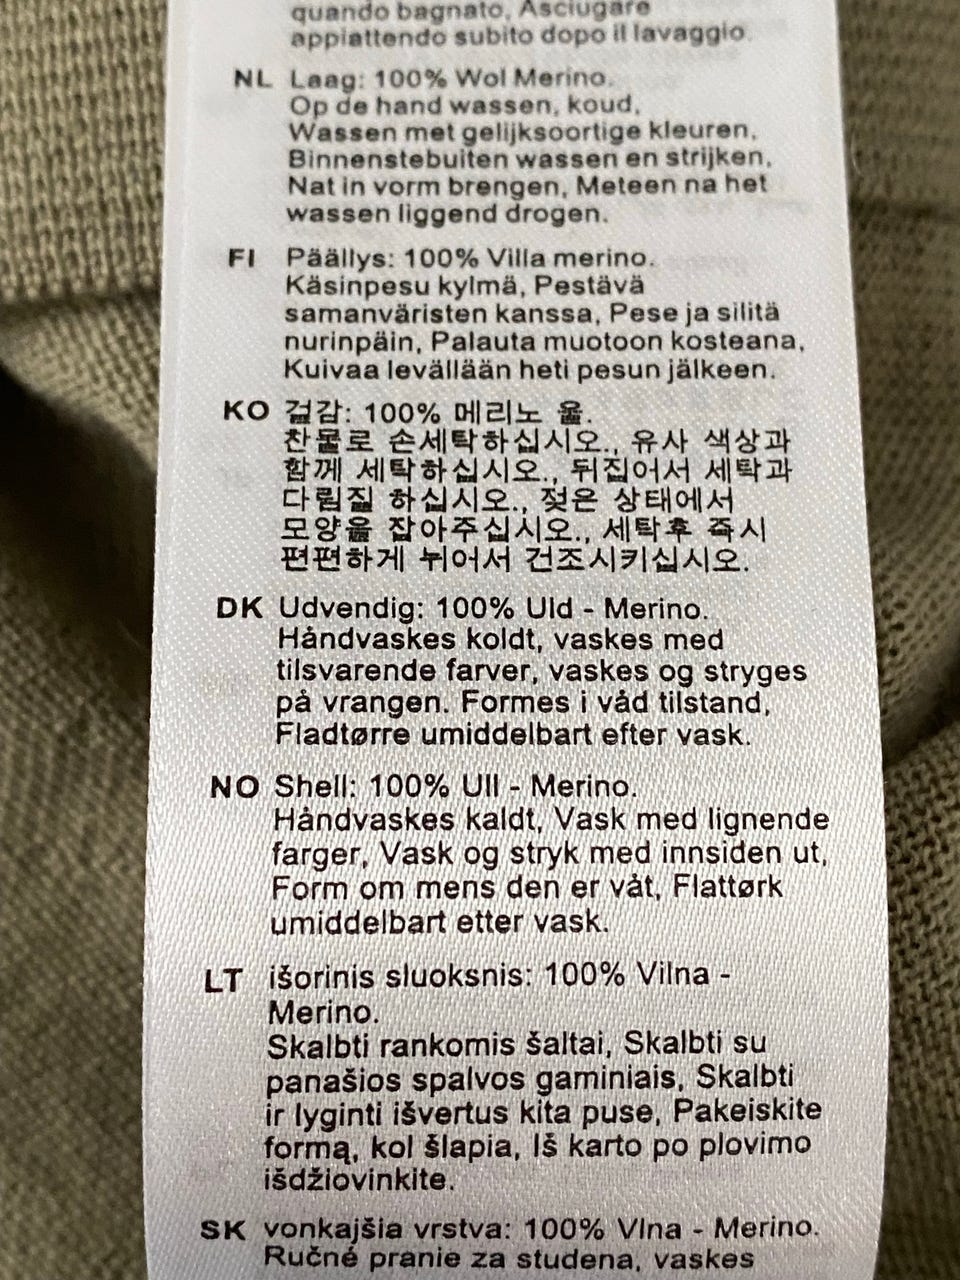 quando bagnato, Asciugare
appiattendo subito dopo il lavaggio.
NL Laag: 100% Wol Merino.
Op de hand wassen, koud,
Wassen met gelijksoortige kleuren,
Binnenstebuiten wassen en strijken,
Nat in vorm brengen, Meteen na het
wassen liggend drogen.
FI Päällys: 100% Villa merino.
Käsinpesu kylmä, Pestävä
samanväristen kanssa, Pese ja silitä
nurinpäin, Palauta muotoon kosteana,
Kuivaa levällään heti pesun jälkeen.
KO 겉감: 100% 메리노 울.
찬물로 손세탁하십시오., 유사 색상과
함께 세탁하십시오., 뒤집어서 세탁과
다림질 하십시오., 젖은 상태에서
모양을 잡아주십시오., 세탁후 즉시
편편하게 뉘어서 건조시키십시오.
DK Udvendig: 100% Uld - Merino.
Håndvaskes koldt, vaskes med
tilsvarende farver, vaskes og stryges
på vrangen. Formes i våd tilstand,
Fladtørre umiddelbart efter vask.
NO Shell: 100% Ull - Merino.
Håndvaskes kaldt, Vask med lignende
farger, Vask og stryk med innsiden ut,
Form om mens den er våt, Flattørk
umiddelbart etter vask.
LT išorinis sluoksnis: 100% Vilna -
Merino.
Skalbti rankomis šaltai, Skalbti su
panašios spalvos gaminiais, Skalbti
ir lyginti išvertus kita puse, Pakeiskite
formą, kol šlapia, Iš karto po plovimo
išdžiovinkite.
SK vonkajšia vrstva: 100% Vlna - Merino.
Ručné pranie za studena, vaskes